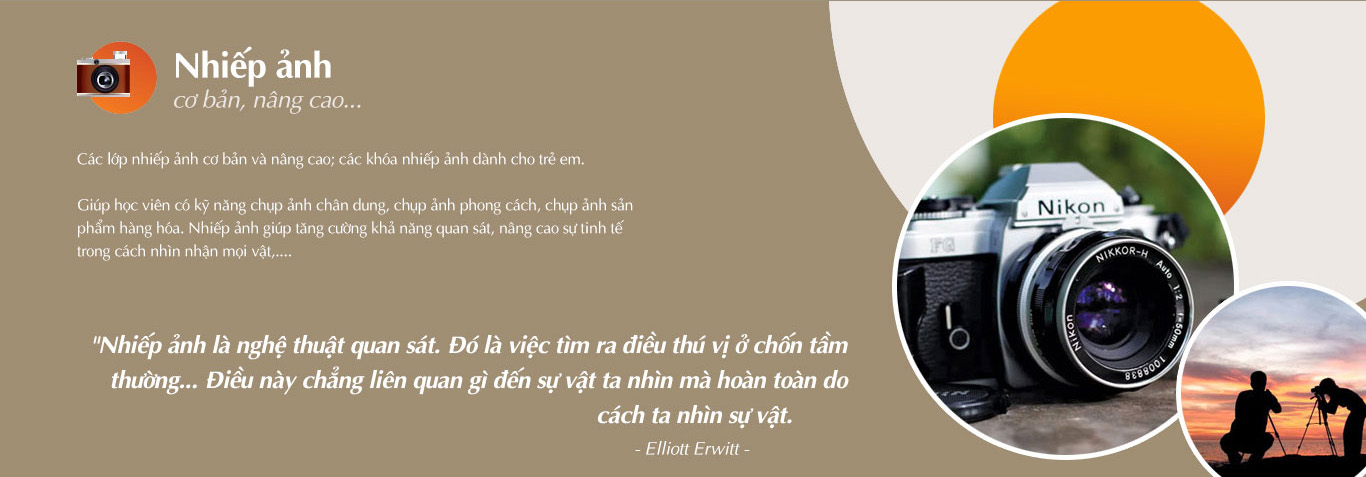 Nhiếp ảnh
cơ bản, nâng cao...
Các lớp nhiếp ảnh cơ bản và nâng cao; các khóa nhiếp ảnh dành cho trẻ em.
Giúp học viên có kỹ năng chụp ảnh chân dung, chụp ảnh phong cách, chụp ảnh sản
phẩm hàng hóa. Nhiếp ảnh giúp tăng cường khả năng quan sát, nâng cao sự tinh tế
trong cách nhìn nhận mọi vật,....
"Nhiếp ảnh là nghệ thuật quan sát. Đó là việc tìm ra điều thú vị ở chốn tầm
thường... Điều này chẳng liên quan gì đến sự vật ta nhìn mà hoàn toàn do
cách ta nhìn sự vật.
- Elliott Erwitt -
Nikon
FG
NIKKOR-H Auto 1:2 f=50mm
Nikon
1008838